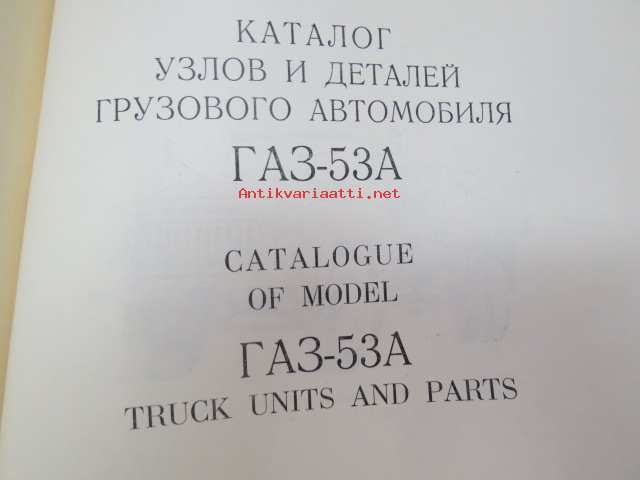 КАТАЛОГ
УЗЛОВ И ДЕТАЛЕЙ
ГРУЗОВОГО АВТОМОБИЛЯ
ГАЗ-53А
Antikvariaatti.net
CATALOGUE
OF MODEL
ГАЗ-53А
TRUCK UNITS AND PARTS